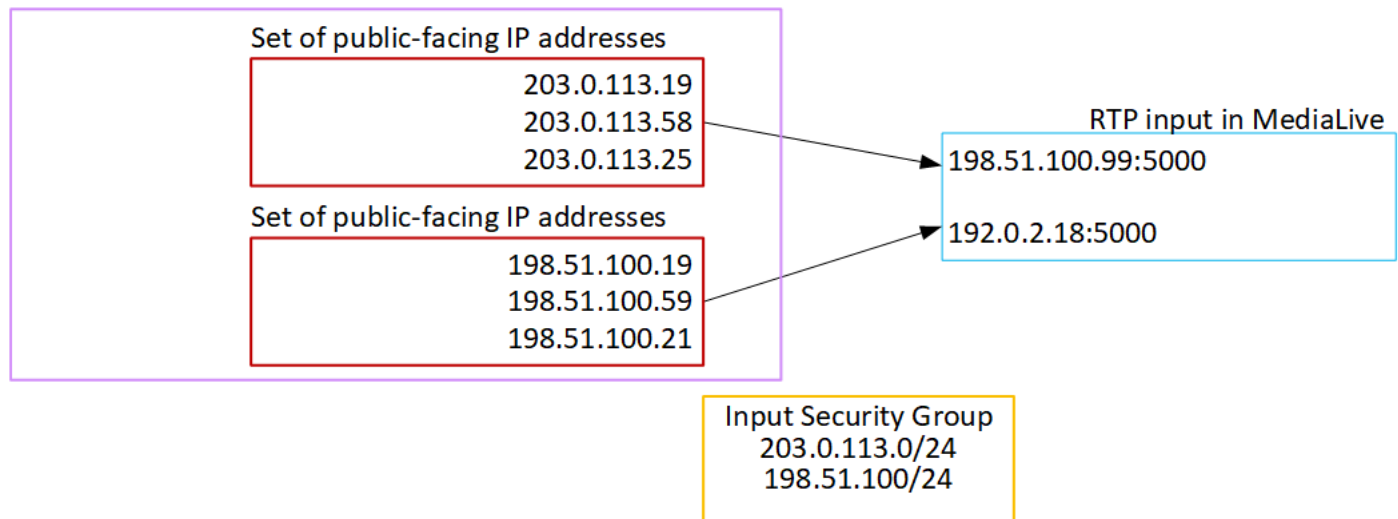 Set of public-facing IP addresses
203.0.113.19
203.0.113.58
203.0.113.25
Set of public-facing IP addresses
198.51.100.19
198.51.100.59
198.51.100.21
RTP input in MediaLive
198.51.100.99:5000
192.0.2.18:5000
Input Security Group
203.0.113.0/24
198.51.100/24